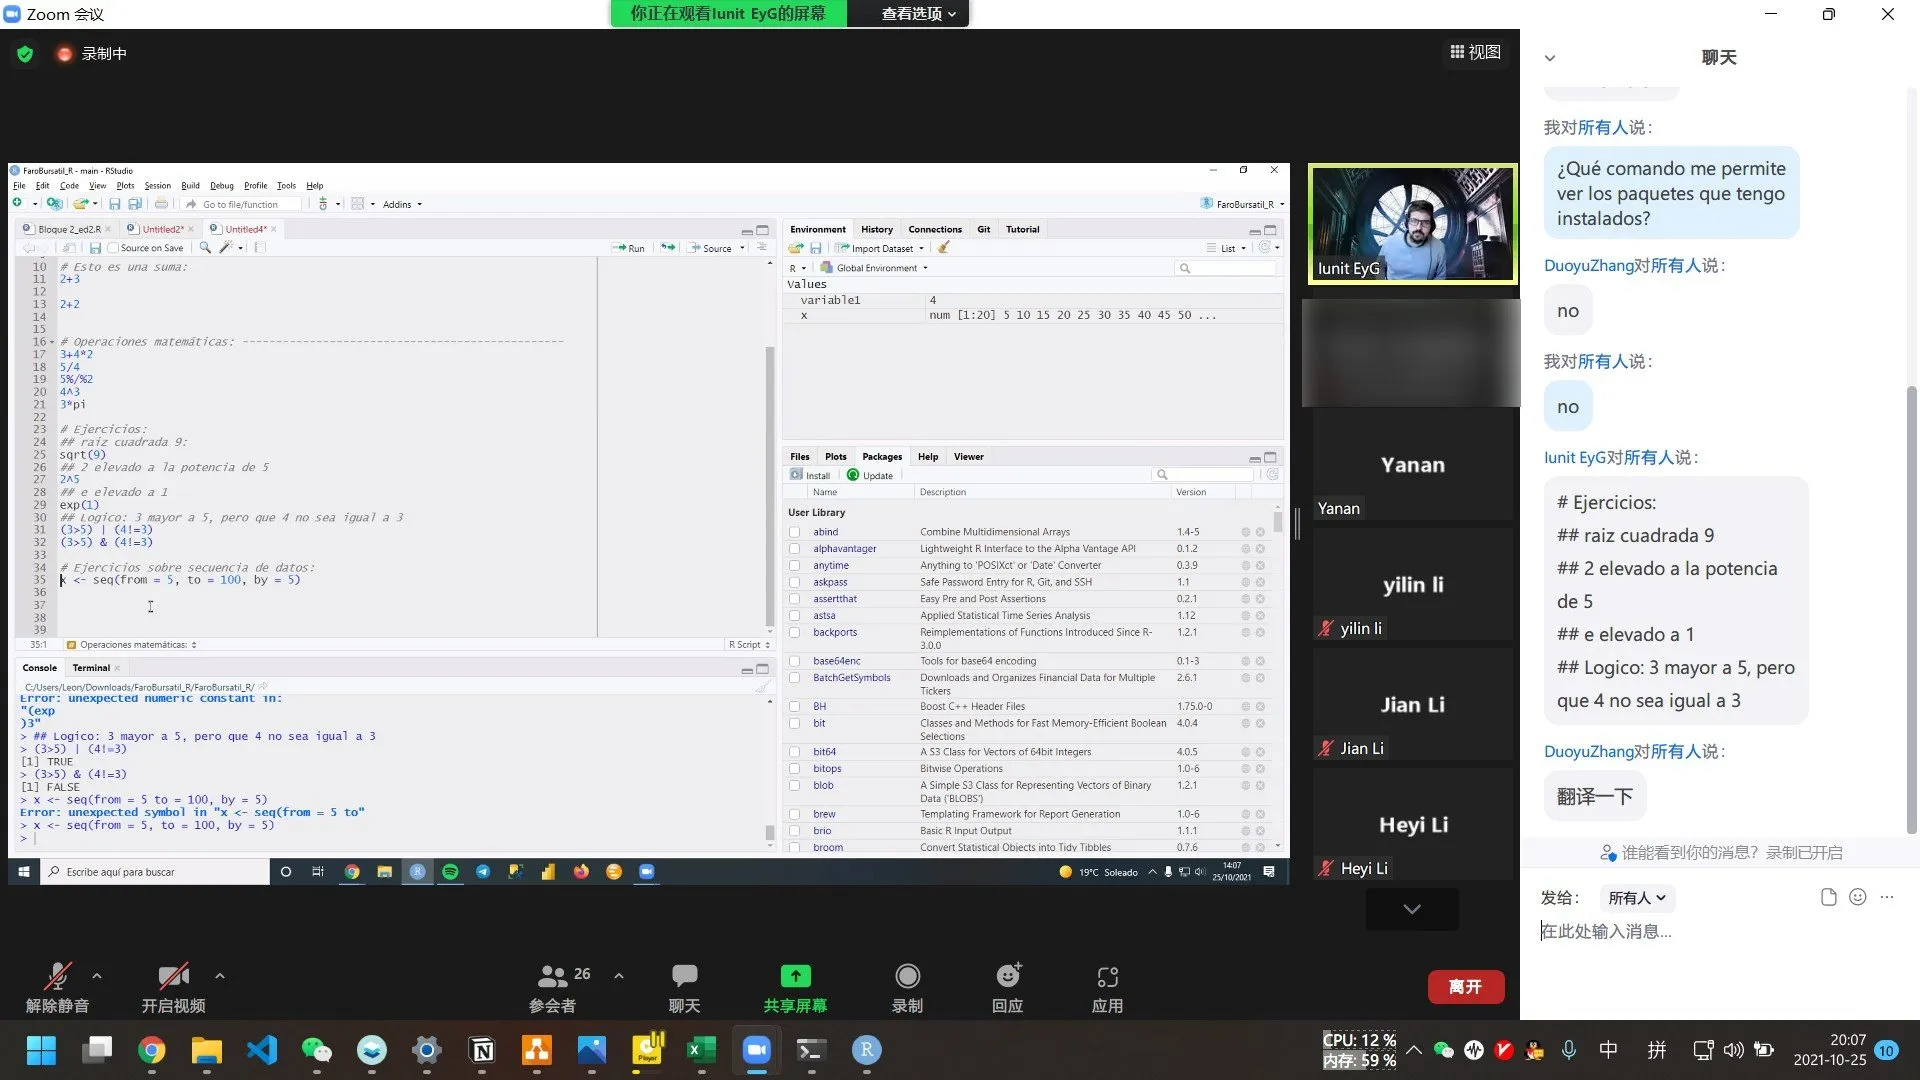 Zoom 会议
你正在观看Iunit EyG的屏幕
查看选项
录制中
视图
FaroBursatil_R - main - RStudio
File Edit Code View Plots Session Build Debug Profile Tools Help
Go to file/function
Addins
FaroBursatil_R
Bloque 2_ed2.R
Untitled2*
Untitled4*
Source on Save
Run
Source
10 # Esto es una suma:
11 2+3
12
13 2+2
14
15
16 # Operaciones matemáticas: ------------------------------------------------
17 3+4*2
18 5/4
19 5%/%2
20 4^3
21 3*pi
22
23 # Ejercicios:
24 ## raiz cuadrada 9:
25 sqrt(9)
26 ## 2 elevado a la potencia de 5
27 2^5
28 ## e elevado a 1
29 exp(1)
30 ## Logico: 3 mayor a 5, pero que 4 no sea igual a 3
31 (3>5) | (4!=3)
32 (3>5) & (4!=3)
33
34 # Ejercicios sobre secuencia de datos:
35 x <- seq(from = 5, to = 100, by = 5)
36
37
38
39
35:1
Operaciones matemáticas:
R Script
Console
Terminal
C:/Users/Leon/Downloads/FaroBursatil_R/FaroBursatil_R/
Error: unexpected numeric constant in:
"(exp
)3"
> ## Logico: 3 mayor a 5, pero que 4 no sea igual a 3
> (3>5) | (4!=3)
[1] TRUE
> (3>5) & (4!=3)
[1] FALSE
> x <- seq(from = 5 to = 100, by = 5)
Error: unexpected symbol in "x <- seq(from = 5 to"
> x <- seq(from = 5, to = 100, by = 5)
>
Environment History Connections Git Tutorial
Import Dataset
List
R
Global Environment
Values
variable1 4
x num [1:20] 5 10 15 20 25 30 35 40 45 50 ...
Files Plots Packages Help Viewer
Install
Update
Name Description Version
User Library
abind Combine Multidimensional Arrays 1.4-5
alphavantager Lightweight R Interface to the Alpha Vantage API 0.1.2
anytime Anything to 'POSIXct' or 'Date' Converter 0.3.9
askpass Safe Password Entry for R, Git, and SSH 1.1
assertthat Easy Pre and Post Assertions 0.2.1
astsa Applied Statistical Time Series Analysis 1.12
backports Reimplementations of Functions Introduced Since R-
3.0.0 1.2.1
base64enc Tools for base64 encoding 0.1-3
BatchGetSymbols Downloads and Organizes Financial Data for Multiple
Tickers 2.6.1
BH Boost C++ Header Files 1.75.0-0
bit Classes and Methods for Fast Memory-Efficient Boolean
Selections 4.0.4
bit64 A S3 Class for Vectors of 64bit Integers 4.0.5
bitops Bitwise Operations 1.0-6
blob A Simple S3 Class for Representing Vectors of Binary
Data ('BLOBS') 1.2.1
brew Templating Framework for Report Generation 1.0-6
brio Basic R Input Output 1.1.1
broom Convert Statistical Objects into Tidy Tibbles 0.7.6
Escribe aquí para buscar
19°C Soleado
14:07
25/10/2021
Iunit EyG
Yanan
Yanan
yilin li
yilin li
Jian Li
Jian Li
Heyi Li
Heyi Li
聊天
我对所有人说:
¿Qué comando me permite
ver los paquetes que tengo
instalados?
DuoyuZhang对所有人说:
no
我对所有人说:
no
Iunit EyG对所有人说:
# Ejercicios:
## raiz cuadrada 9
## 2 elevado a la potencia
de 5
## e elevado a 1
## Logico: 3 mayor a 5, pero
que 4 no sea igual a 3
DuoyuZhang对所有人说:
翻译一下
谁能看到你的消息? 录制已开启
发给:
所有人
在此处输入消息...
解除静音
开启视频
26
参会者
聊天
共享屏幕
录制
回应
应用
离开
Player
CPU: 12 %
内存: 59 %
中
拼
20:07
2021-10-25
10